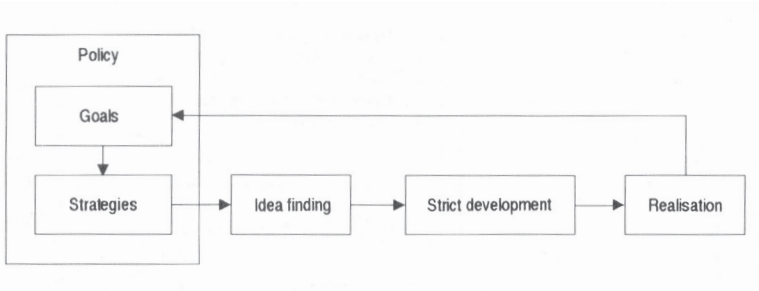 Policy
Goals
Strategies
Idea finding
Strict development
Realisation